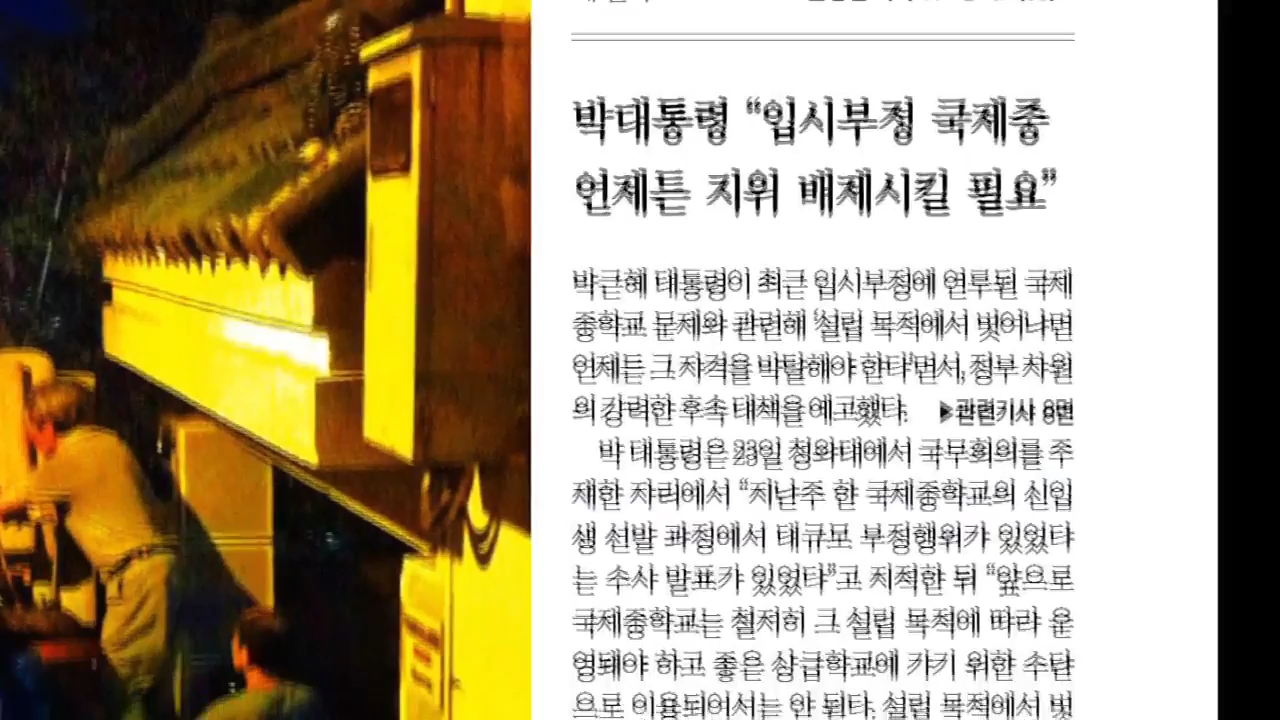 박대통령 “입시부정 국제중
언제든 지위 배제시킬 필요”
박근혜 대통령이 최근 입시부정에 연루된 국제
중학교 문제와 관련해 “설립 목적에서 벗어나면
언제든 그 자격을 박탈해야 한다”면서, 정부 차원
의 강력한 후속 대책을 예고했다. ▶관련기사 8면
박 대통령은 23일 청와대에서 국무회의를 주
재한 자리에서 “지난주 한 국제중학교의 신입
생 선발 과정에서 대규모 부정행위가 있었다
는 수사 발표가 있었다”고 지적한 뒤 “앞으로
국제중학교는 철저히 그 설립 목적에 따라 운
영돼야 하고 좋은 상급학교에 가기 위한 수단
으로 이용되어서는 안 된다. 설립 목적에서 벗